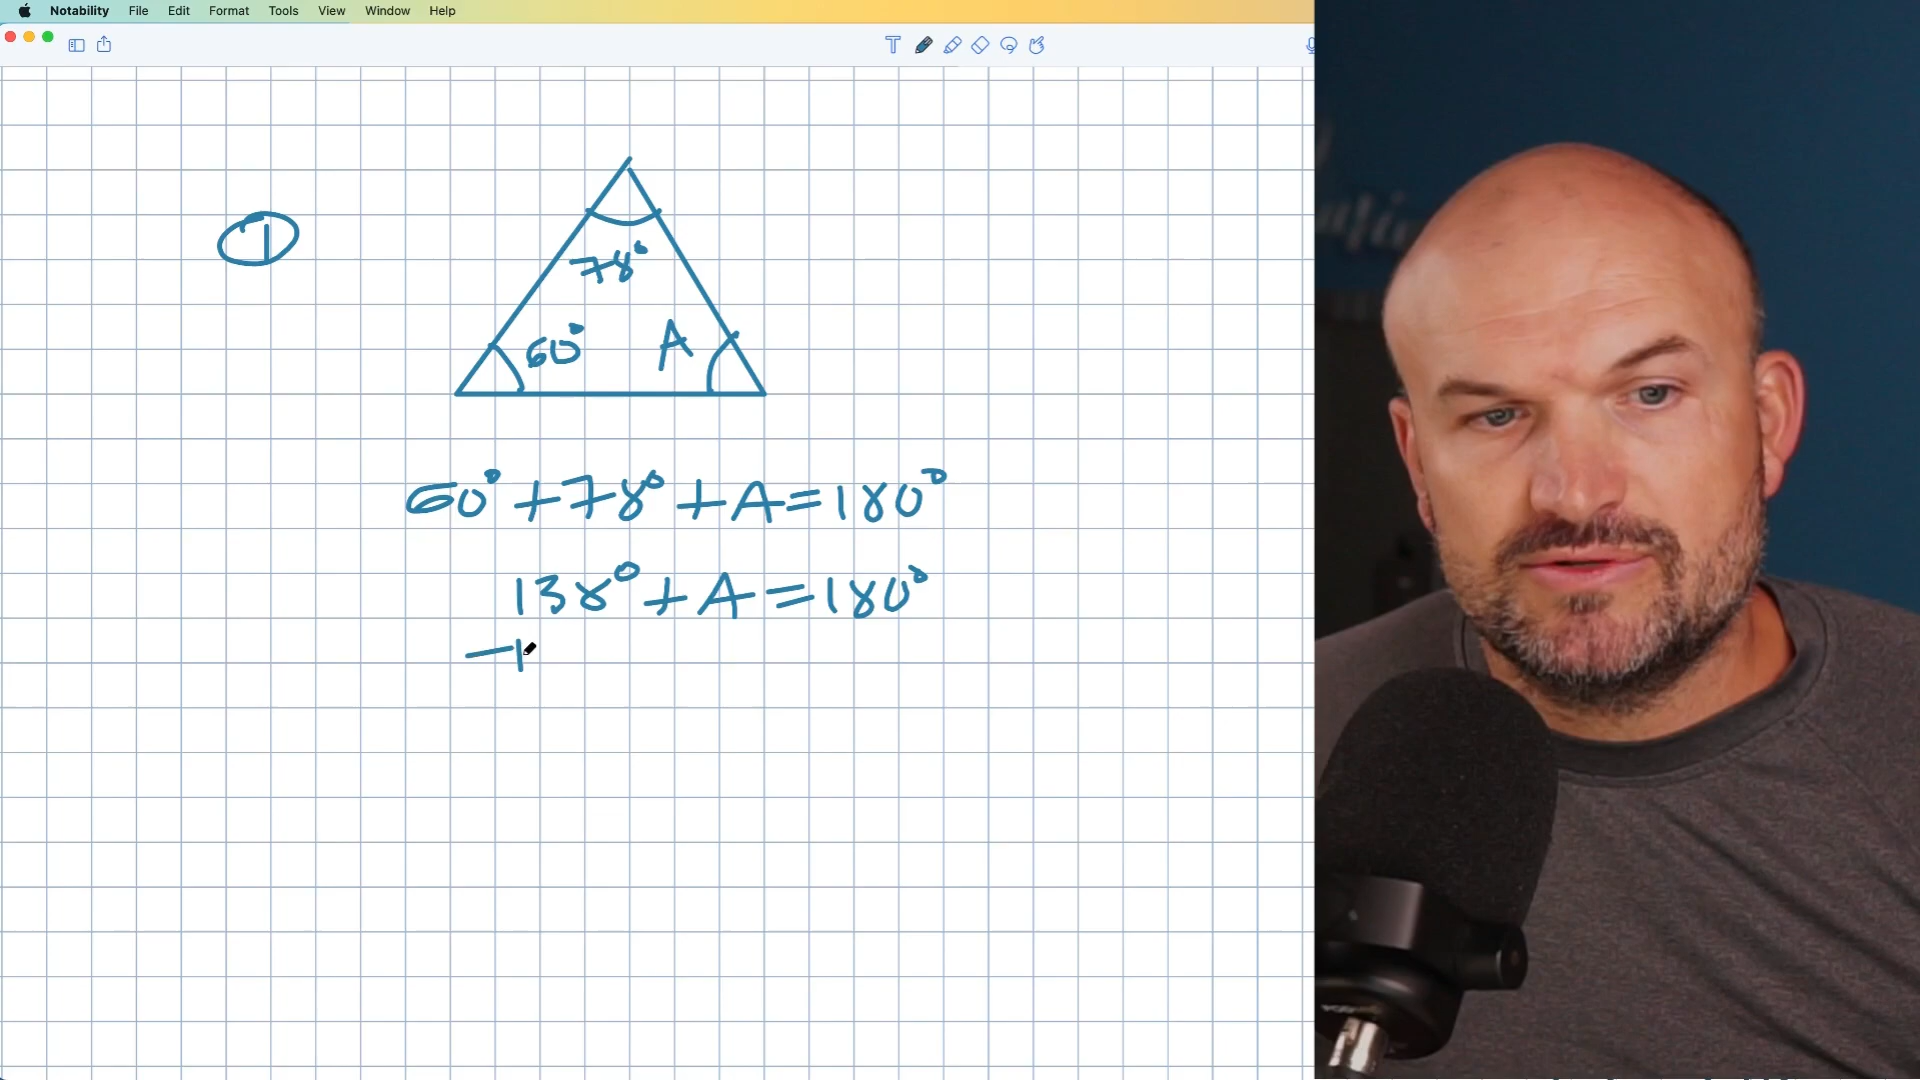 Notability File Edit Format Tools View Window Help
T
1
78°
60° A
60° + 78° + A = 180°
138° + A = 180°
-1